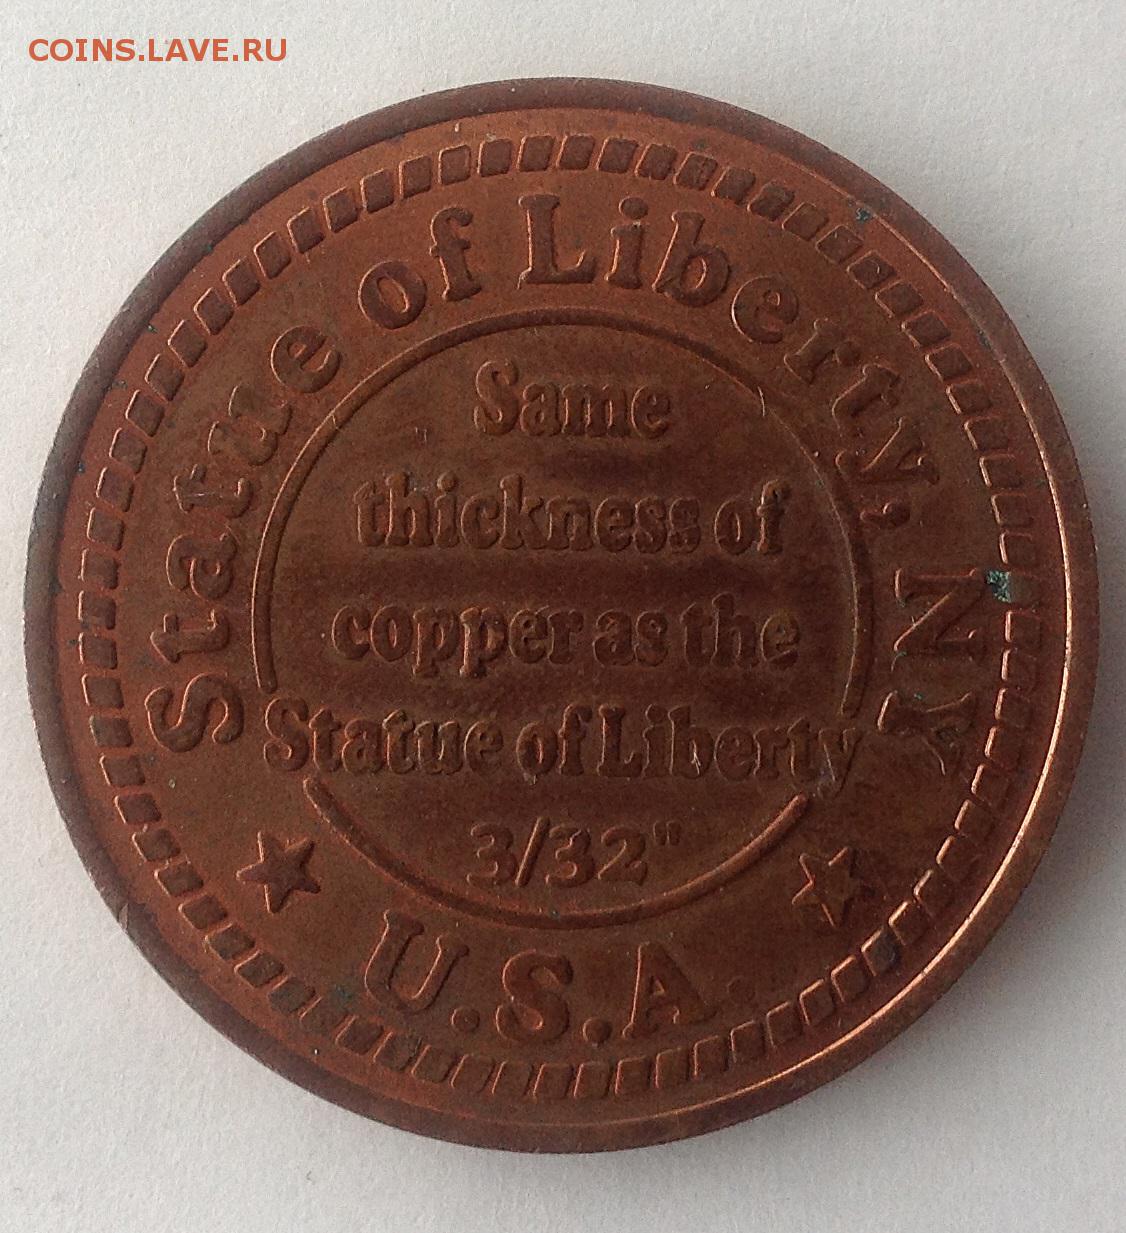 COINS.LAVE.RU
Statue of Liberty, NY
Same
thickness of
copper as the
Statue of Liberty
3/32"
U.S.A.